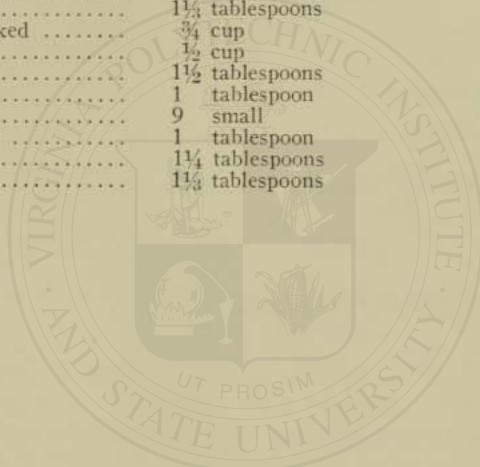 .............. 1⅓ tablespoons
ked ......... ¾ cup
.............. ½ cup
.............. 1½ tablespoons
.............. 1 tablespoon
.............. 9 small
.............. 1 tablespoon
.............. 1¼ tablespoons
.............. 1⅓ tablespoons
VIRGINIA POLYTECHNIC INSTITUTE
· AND STATE UNIVERSITY ·
UT PROSIM